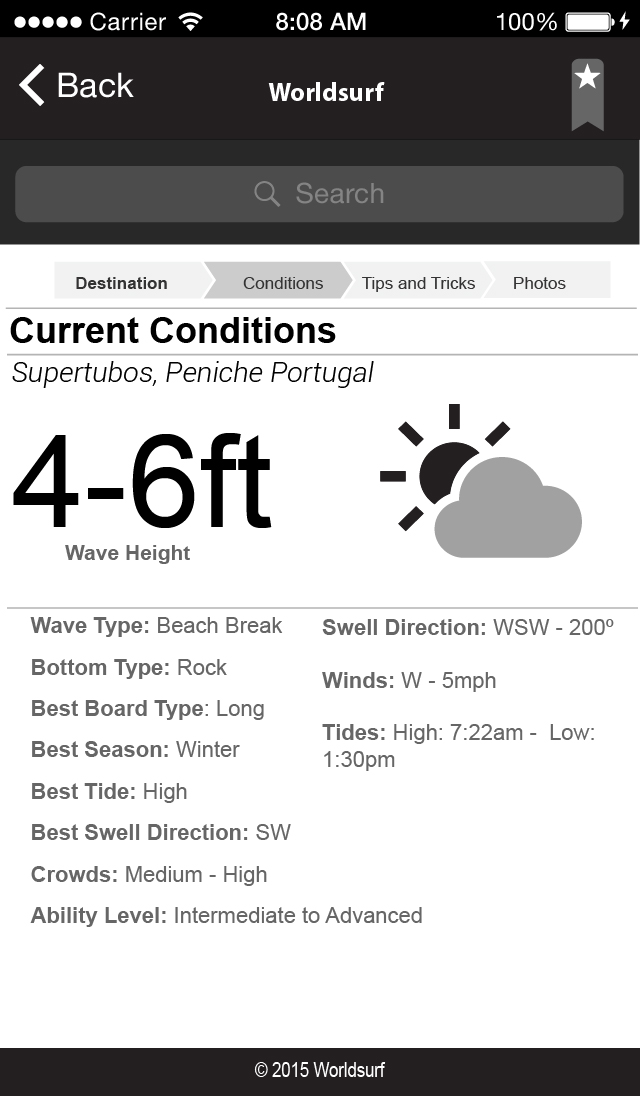 Carrier 8:08 AM 100%
Back Worldsurf
Search
Destination Conditions Tips and Tricks Photos
Current Conditions
Supertubos, Peniche Portugal
4-6ft
Wave Height
Wave Type: Beach Break
Bottom Type: Rock
Best Board Type: Long
Best Season: Winter
Best Tide: High
Best Swell Direction: SW
Crowds: Medium - High
Ability Level: Intermediate to Advanced
Swell Direction: WSW - 200º
Winds: W - 5mph
Tides: High: 7:22am -  Low:
1:30pm
© 2015 Worldsurf